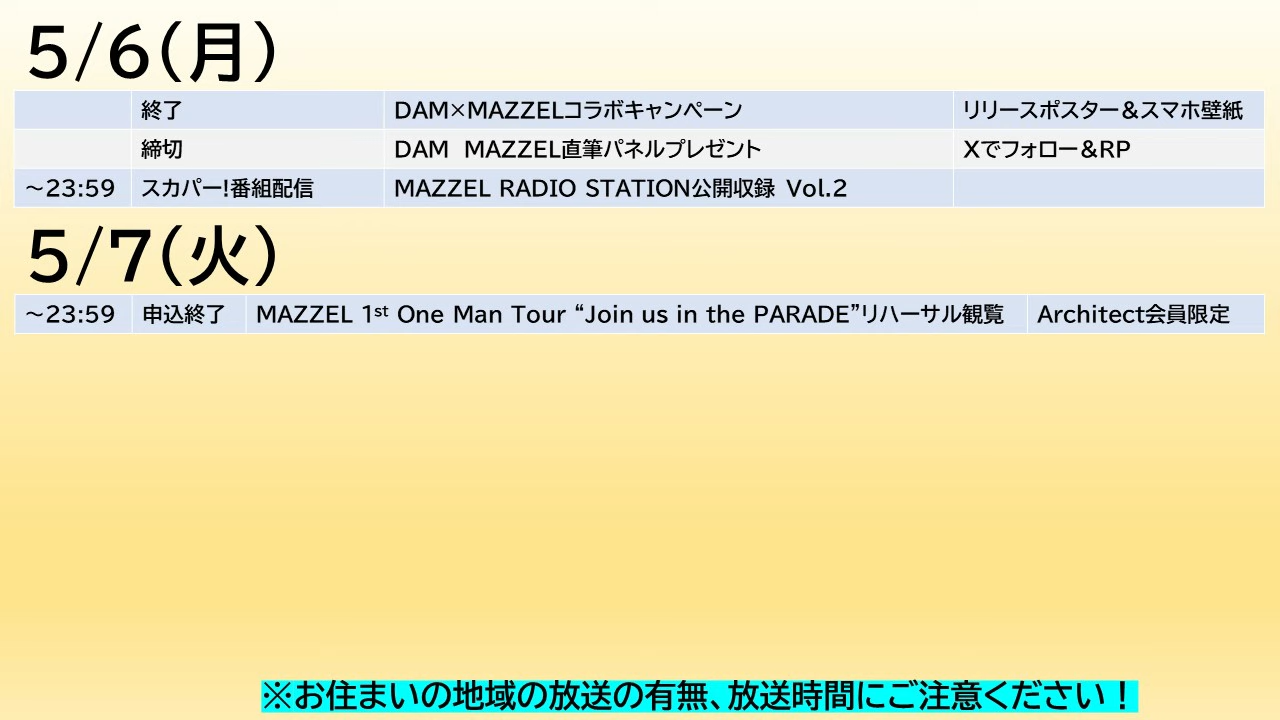 5/6(月)
終了 DAM×MAZZELコラボキャンペーン リリースポスター&スマホ壁紙
締切 DAM MAZZEL直筆パネルプレゼント Xでフォロー&RP
~23:59 スカパー!番組配信 MAZZEL RADIO STATION公開収録 Vol.2
5/7(火)
~23:59 申込終了 MAZZEL 1st One Man Tour “Join us in the PARADE”リハーサル観覧 Architect会員限定
※お住まいの地域の放送の有無、放送時間にご注意ください!